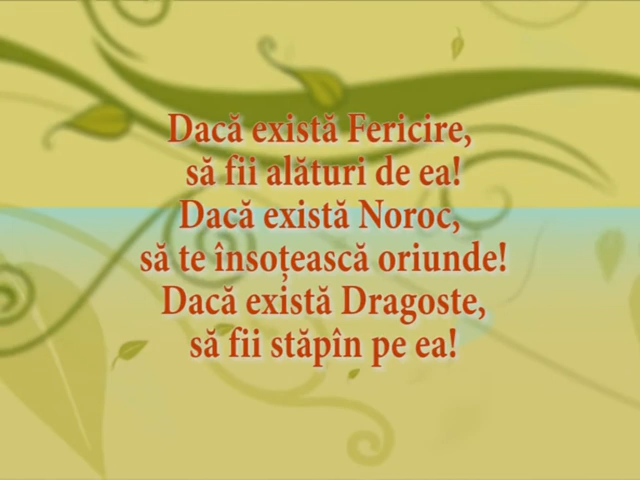 Dacă există Fericire,
să fii alături de ea!
Dacă există Noroc,
să te însoțească oriunde!
Dacă există Dragoste,
să fii stăpîn pe ea!